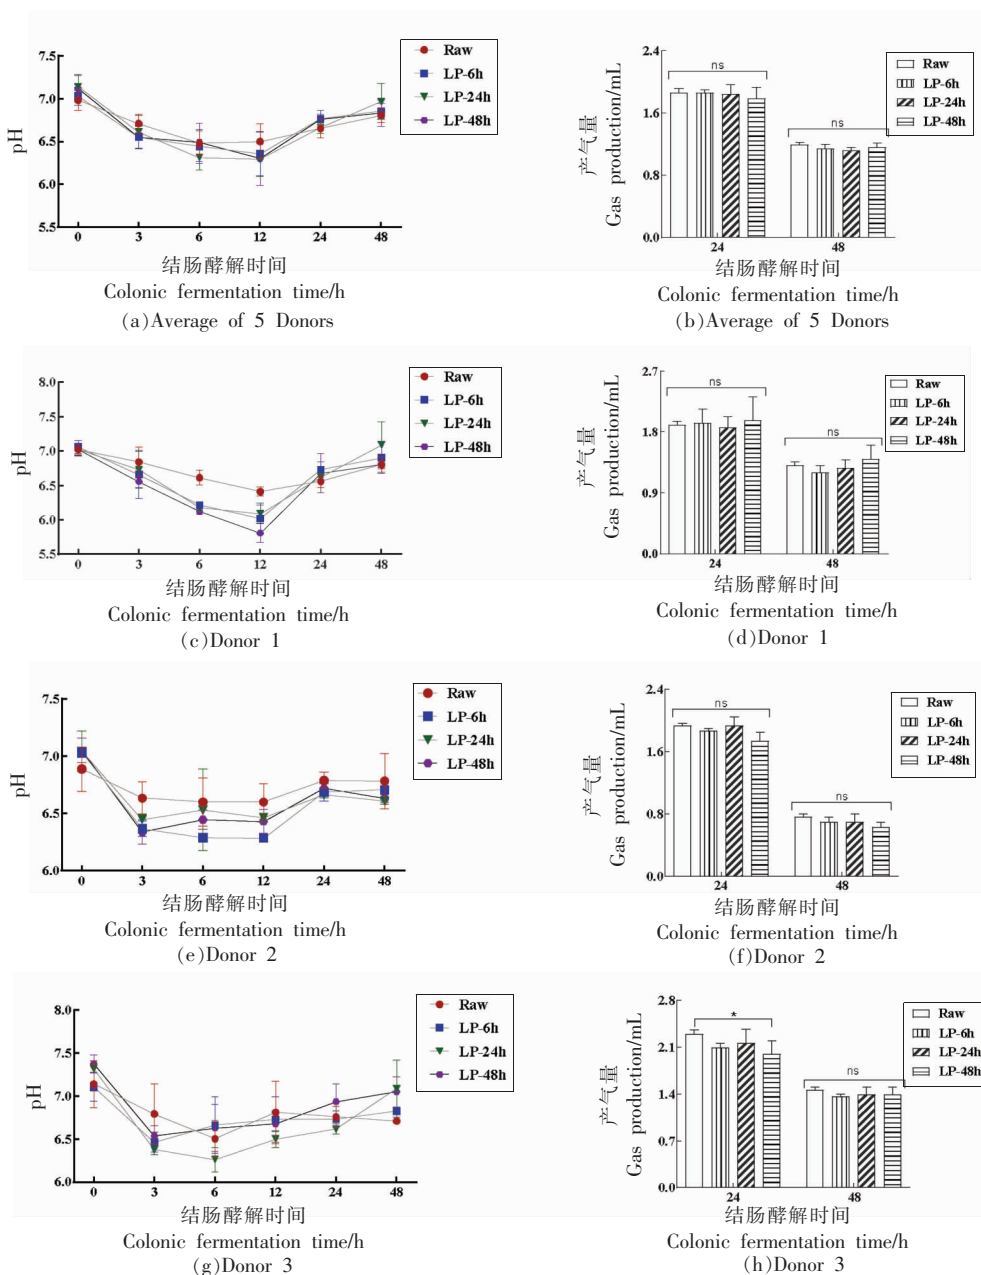 7.5
7.0
6.5
6.0
5.5
pH
0 3 6 12 24 48
Raw
LP-6h
LP-24h
LP-48h
结肠酵解时间
Colonic fermentation time/h
(a)Average of 5 Donors
2.4
1.6
0.8
0.0
产气量
Gas production/mL
ns
ns
24 48
Raw
LP-6h
LP-24h
LP-48h
结肠酵解时间
Colonic fermentation time/h
(b)Average of 5 Donors
8.0
7.5
7.0
6.5
6.0
5.5
pH
0 3 6 12 24 48
Raw
LP-6h
LP-24h
LP-48h
结肠酵解时间
Colonic fermentation time/h
(c)Donor 1
2.7
1.8
0.9
0.0
产气量
Gas production/mL
ns
ns
24 48
Raw
LP-6h
LP-24h
LP-48h
结肠酵解时间
Colonic fermentation time/h
(d)Donor 1
7.5
7.0
6.5
6.0
pH
0 3 6 12 24 48
Raw
LP-6h
LP-24h
LP-48h
结肠酵解时间
Colonic fermentation time/h
(e)Donor 2
2.4
1.6
0.8
0.0
产气量
Gas production/mL
ns
ns
24 48
Raw
LP-6h
LP-24h
LP-48h
结肠酵解时间
Colonic fermentation time/h
(f)Donor 2
8.0
7.5
7.0
6.5
6.0
pH
0 3 6 12 24 48
Raw
LP-6h
LP-24h
LP-48h
结肠酵解时间
Colonic fermentation time/h
(g)Donor 3
2.8
2.1
1.4
0.7
0.0
产气量
Gas production/mL
*
ns
24 48
Raw
LP-6h
LP-24h
LP-48h
结肠酵解时间
Colonic fermentation time/h
(h)Donor 3